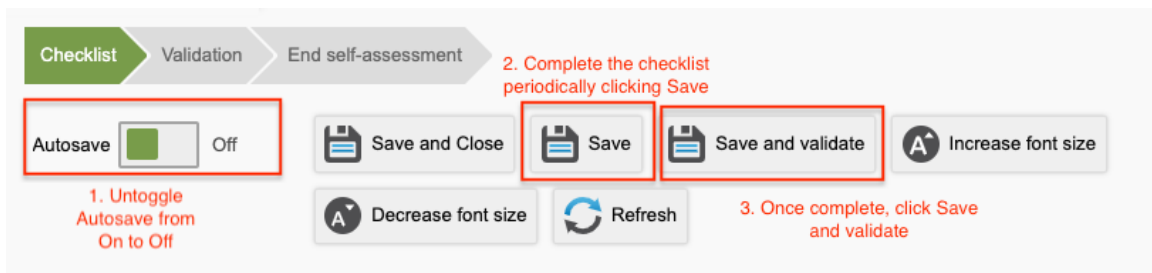 Checklist
Validation
End self-assessment
2. Complete the checklist
periodically clicking Save
Autosave
Off
Save and Close
Save
Save and validate
A
Increase font size
1. Untoggle
Autosave from
On to Off
A
Decrease font size
Refresh
3. Once complete, click Save
and validate